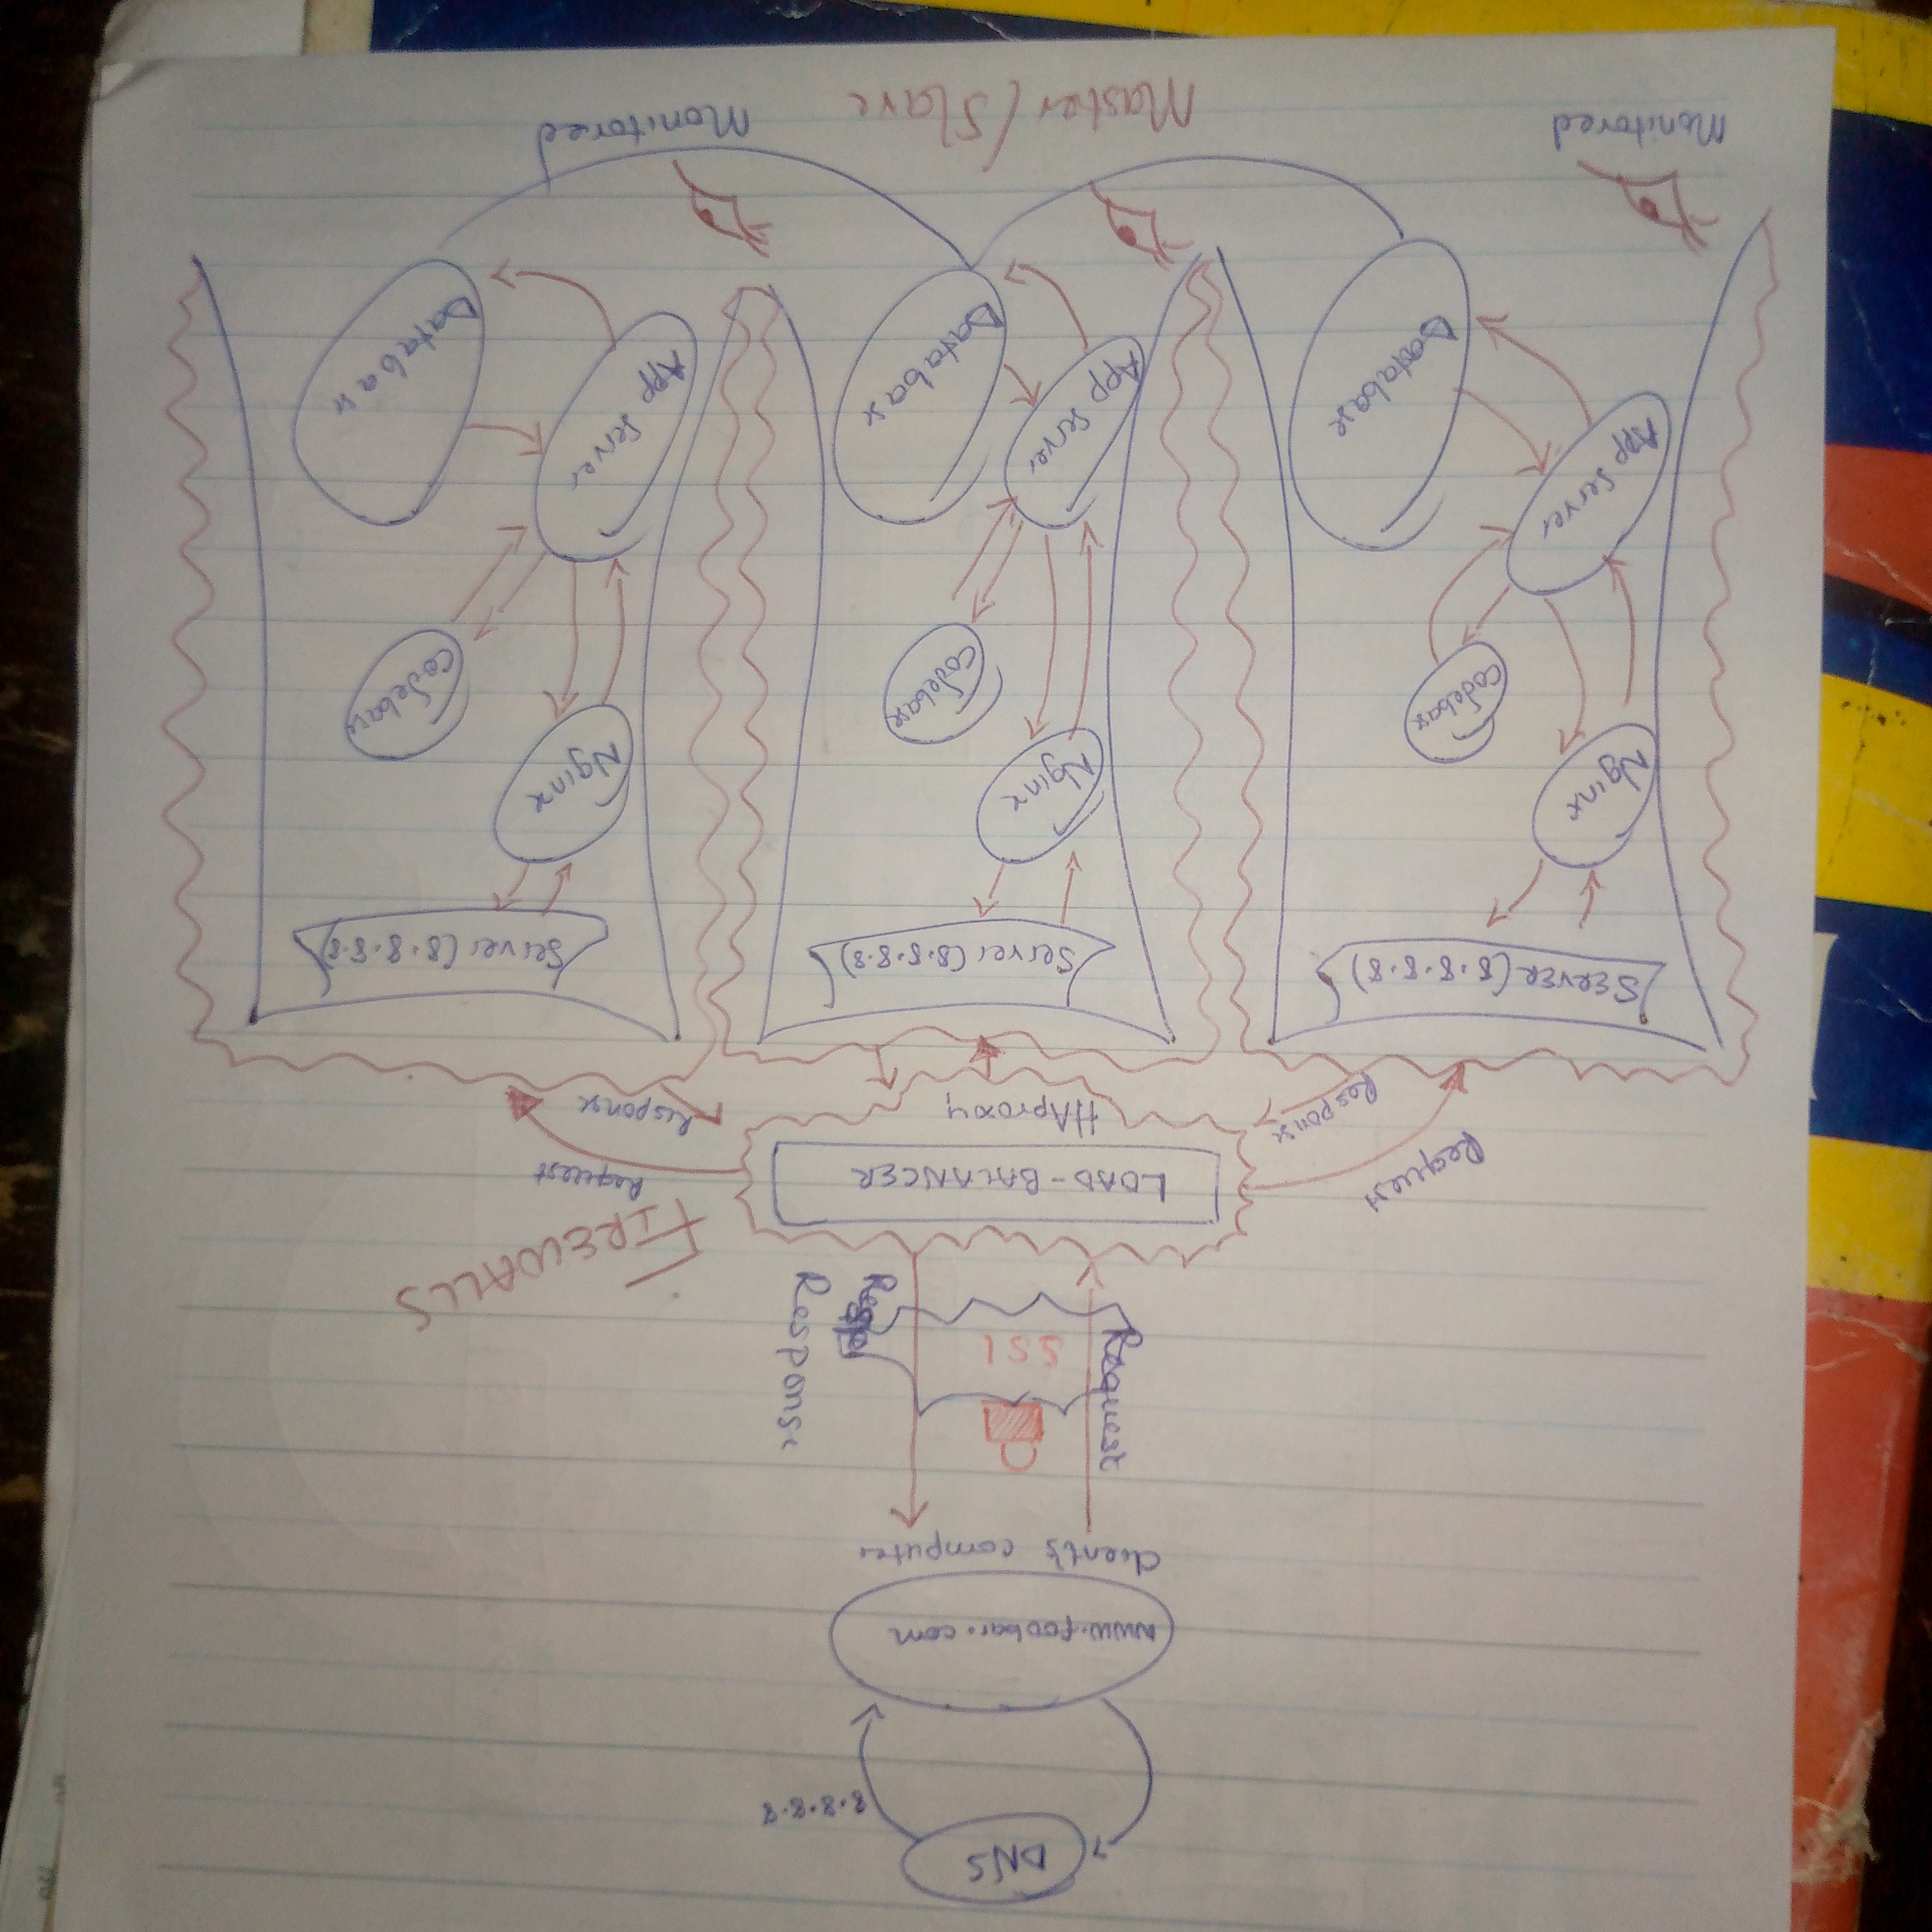 DNS
8.8.8.8
www.foobar.com
client's computer
Request
Response
SSL
FIREWALLS
LOAD-BALANCER
HAproxy
Request
Response
Request
Response
SERVER (8.8.8.8)
Server (8.8.8.8)
Server (8.8.8.8)
Nginx
Nginx
Nginx
Codebase
Codebase
Codebase
App server
App Server
App Server
Database
Database
Database
Monitored
Master/Slave
Monitored